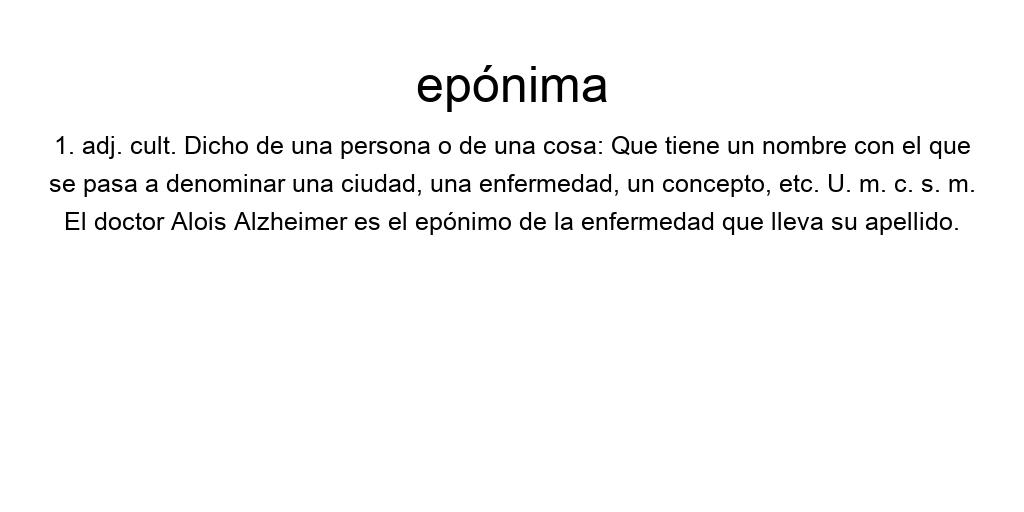 epónima
1. adj. cult. Dicho de una persona o de una cosa: Que tiene un nombre con el que
se pasa a denominar una ciudad, una enfermedad, un concepto, etc. U. m. c. s. m.
El doctor Alois Alzheimer es el epónimo de la enfermedad que lleva su apellido.